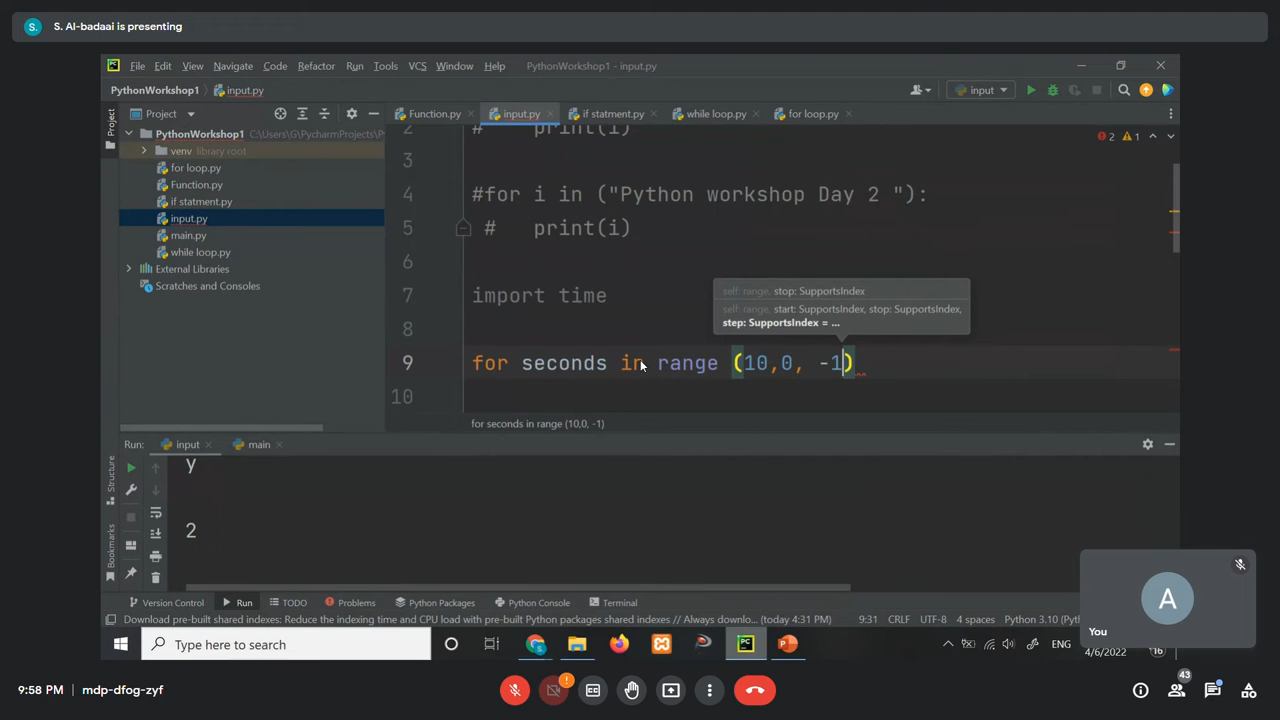 S.
S. Al-badaai is presenting
File Edit View Navigate Code Refactor Run Tools VCS Window Help PythonWorkshop1 - input.py
PythonWorkshop1 input.py
input
Project
Function.py input.py if statment.py while loop.py for loop.py
Project
PythonWorkshop1 C:\Users\G\PycharmProjects\P
venv library root
for loop.py
Function.py
if statment.py
input.py
main.py
while loop.py
External Libraries
Scratches and Consoles
2 1
2 # print(i)
3
4 #for i in ("Python workshop Day 2 "):
5 # print(i)
6
7 import time
8
9 for seconds in range (10,0, -1)
10
self: range, stop: SupportsIndex
self: range, start: SupportsIndex, stop: SupportsIndex,
step: SupportsIndex = ...
for seconds in range (10,0, -1)
Run: input main
y
2
Structure
Bookmarks
Version Control Run TODO Problems Python Packages Python Console Terminal
Download pre-built shared indexes: Reduce the indexing time and CPU load with pre-built Python packages shared indexes // Always downlo... (today 4:31 PM) 9:31 CRLF UTF-8 4 spaces Python 3.10 (Pyth
Type here to search
ENG
4/6/2022
16
A
You
9:58 PM mdp-dfog-zyf
43